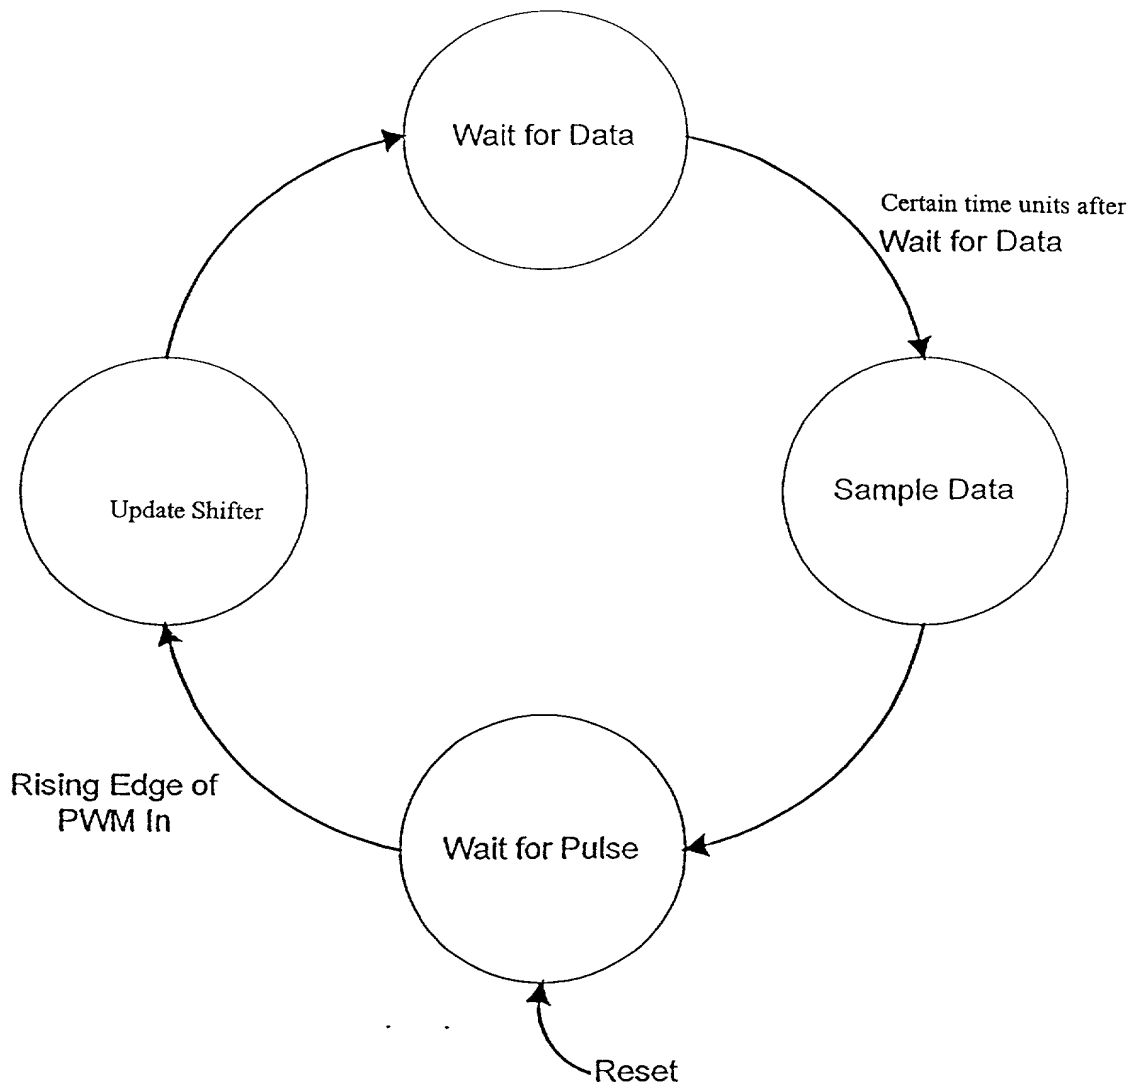 Wait for Data
Certain time units after
Wait for Data
Sample Data
Update Shifter
Rising Edge of
PWM In
Wait for Pulse
Reset